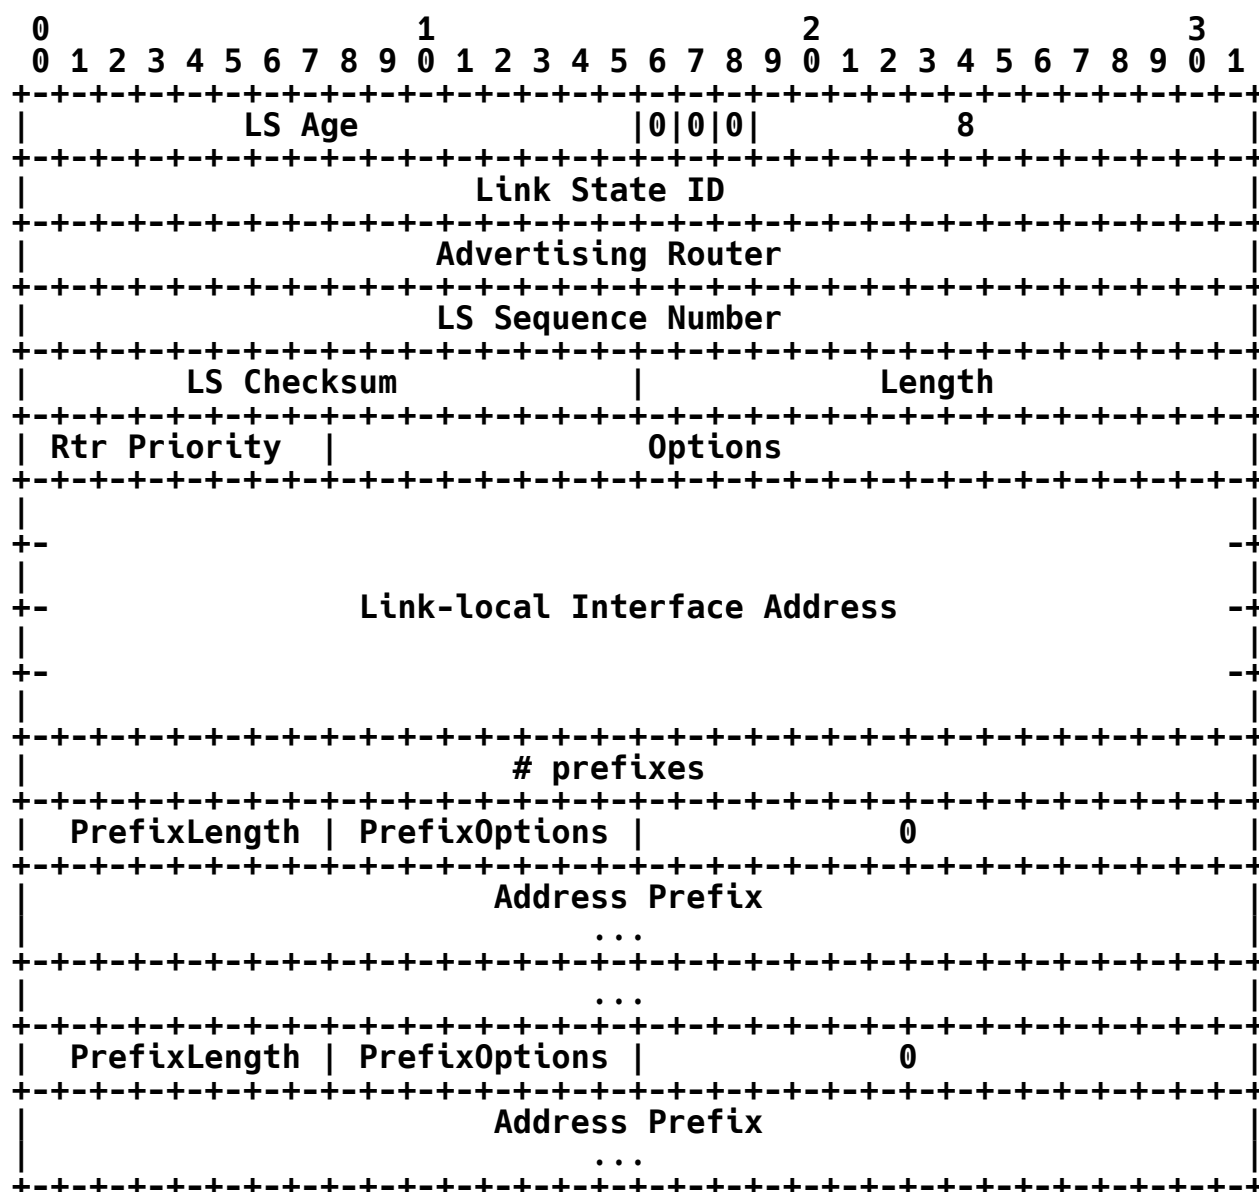 0                   1                   2                   3
 0 1 2 3 4 5 6 7 8 9 0 1 2 3 4 5 6 7 8 9 0 1 2 3 4 5 6 7 8 9 0 1
+-+-+-+-+-+-+-+-+-+-+-+-+-+-+-+-+-+-+-+-+-+-+-+-+-+-+-+-+-+-+-+-+
|           LS Age              |0|0|0|          8              |
+-+-+-+-+-+-+-+-+-+-+-+-+-+-+-+-+-+-+-+-+-+-+-+-+-+-+-+-+-+-+-+-+
|                       Link State ID                           |
+-+-+-+-+-+-+-+-+-+-+-+-+-+-+-+-+-+-+-+-+-+-+-+-+-+-+-+-+-+-+-+-+
|                     Advertising Router                        |
+-+-+-+-+-+-+-+-+-+-+-+-+-+-+-+-+-+-+-+-+-+-+-+-+-+-+-+-+-+-+-+-+
|                     LS Sequence Number                        |
+-+-+-+-+-+-+-+-+-+-+-+-+-+-+-+-+-+-+-+-+-+-+-+-+-+-+-+-+-+-+-+-+
|        LS Checksum            |            Length             |
+-+-+-+-+-+-+-+-+-+-+-+-+-+-+-+-+-+-+-+-+-+-+-+-+-+-+-+-+-+-+-+-+
| Rtr Priority  |                Options                        |
+-+-+-+-+-+-+-+-+-+-+-+-+-+-+-+-+-+-+-+-+-+-+-+-+-+-+-+-+-+-+-+-+
|                                                               |
+-                                                             -+
|                                                               |
+-                Link-local Interface Address                 -+
|                                                               |
+-                                                             -+
|                                                               |
+-+-+-+-+-+-+-+-+-+-+-+-+-+-+-+-+-+-+-+-+-+-+-+-+-+-+-+-+-+-+-+-+
|                         # prefixes                            |
+-+-+-+-+-+-+-+-+-+-+-+-+-+-+-+-+-+-+-+-+-+-+-+-+-+-+-+-+-+-+-+-+
|  PrefixLength | PrefixOptions |             0                 |
+-+-+-+-+-+-+-+-+-+-+-+-+-+-+-+-+-+-+-+-+-+-+-+-+-+-+-+-+-+-+-+-+
|                        Address Prefix                         |
|                             ...                               |
+-+-+-+-+-+-+-+-+-+-+-+-+-+-+-+-+-+-+-+-+-+-+-+-+-+-+-+-+-+-+-+-+
|                             ...                               |
+-+-+-+-+-+-+-+-+-+-+-+-+-+-+-+-+-+-+-+-+-+-+-+-+-+-+-+-+-+-+-+-+
|  PrefixLength | PrefixOptions |             0                 |
+-+-+-+-+-+-+-+-+-+-+-+-+-+-+-+-+-+-+-+-+-+-+-+-+-+-+-+-+-+-+-+-+
|                        Address Prefix                         |
|                             ...                               |
+-+-+-+-+-+-+-+-+-+-+-+-+-+-+-+-+-+-+-+-+-+-+-+-+-+-+-+-+-+-+-+-+